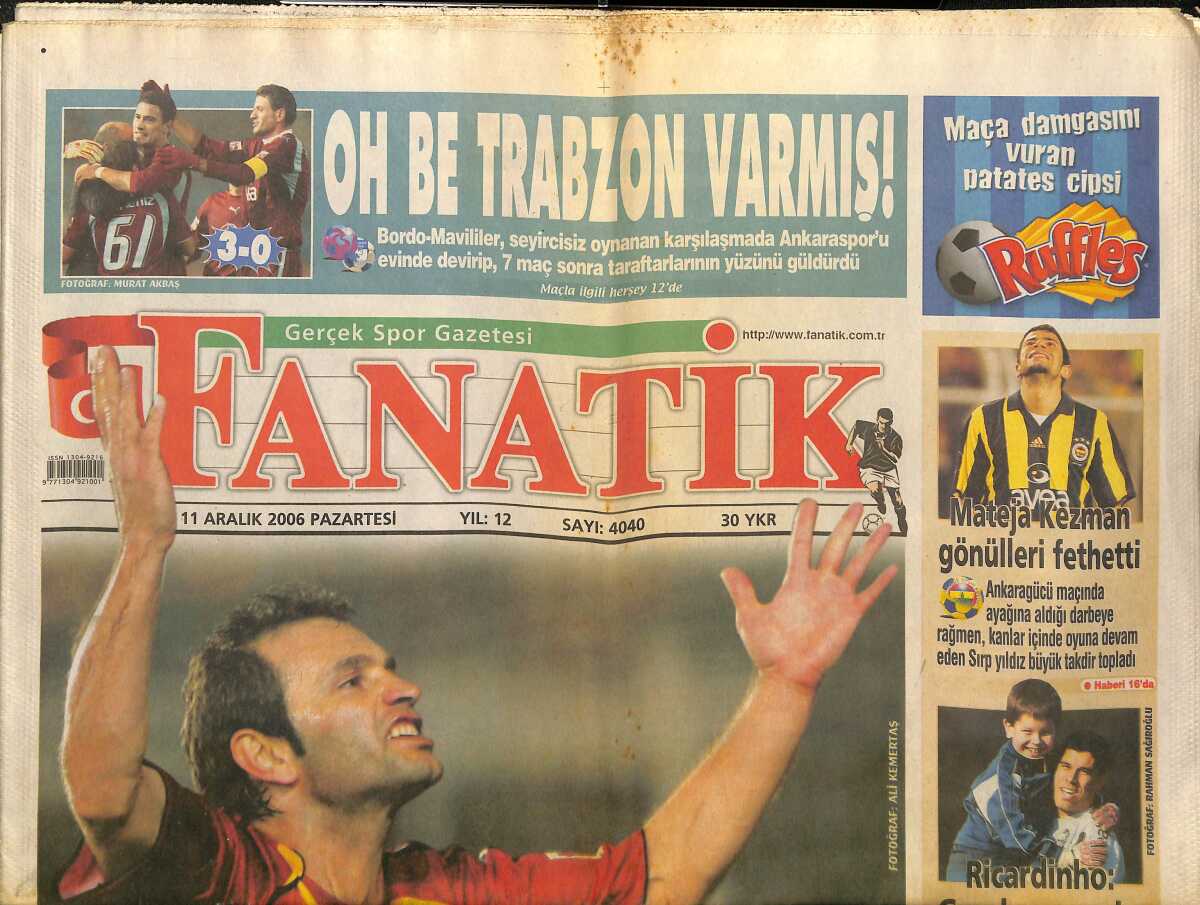 OH BE TRABZON VARMIŞ!
61
3-0
Bordo-Mavililer, seyircisiz oynanan karşılaşmada Ankaraspor'u
evinde devirip, 7 maç sonra taraftarlarının yüzünü güldürdü
FOTOĞRAF: MURAT AKBAŞ
Maçla ilgili herşey 12'de
Maça damgasını
vuran
patates cipsi
Ruffles
Gerçek Spor Gazetesi
http://www.fanatik.com.tr
FANATİK
ISSN 1304-9216
9 771304 921001
11 ARALIK 2006 PAZARTESİ
YIL: 12
SAYI: 4040
30 YKR
avea
Mateja Kezman
gönülleri fethetti
Ankaragücü maçında
ayağına aldığı darbeye
rağmen, kanlar içinde oyuna devam
eden Sırp yıldız büyük takdir topladı
Haberi 16'da
FOTOĞRAF: ALİ KEMERTAŞ
FOTOĞRAF: RAHMAN SAĞIROĞLU
Ricardinho: